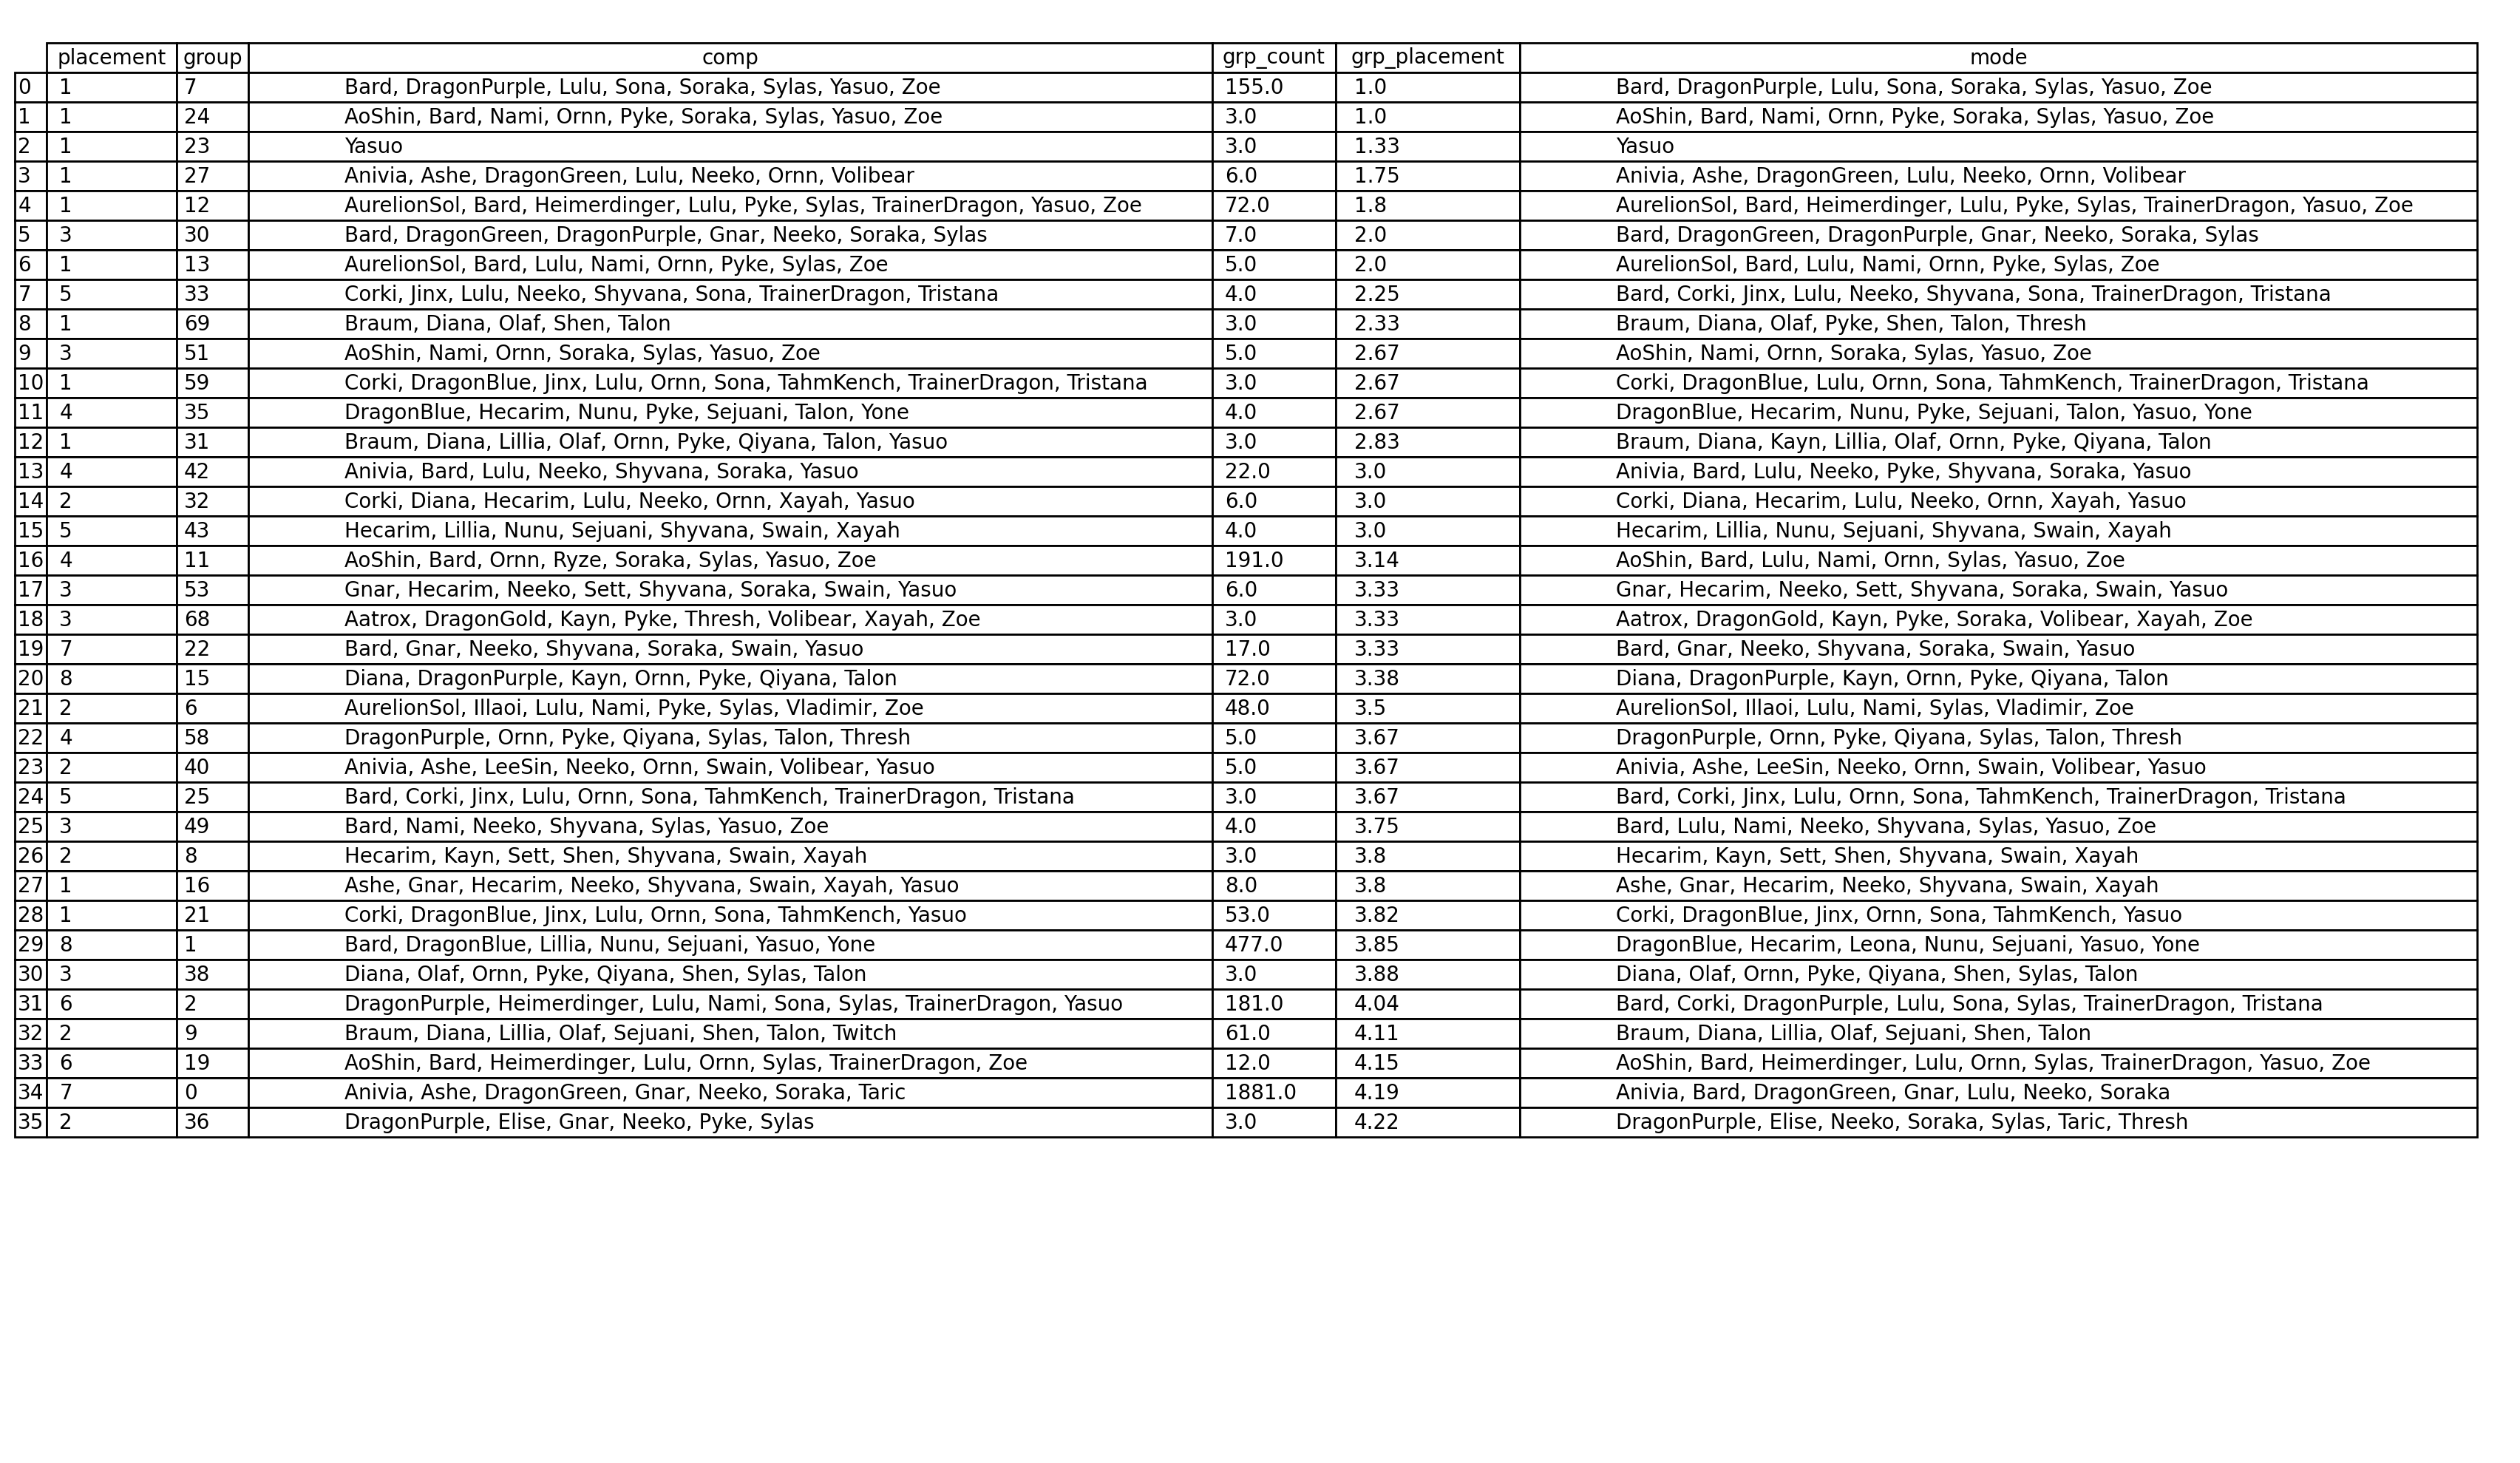 placement group comp grp_count grp_placement mode
0 1 7 Bard, DragonPurple, Lulu, Sona, Soraka, Sylas, Yasuo, Zoe 155.0 1.0 Bard, DragonPurple, Lulu, Sona, Soraka, Sylas, Yasuo, Zoe
1 1 24 AoShin, Bard, Nami, Ornn, Pyke, Soraka, Sylas, Yasuo, Zoe 3.0 1.0 AoShin, Bard, Nami, Ornn, Pyke, Soraka, Sylas, Yasuo, Zoe
2 1 23 Yasuo 3.0 1.33 Yasuo
3 1 27 Anivia, Ashe, DragonGreen, Lulu, Neeko, Ornn, Volibear 6.0 1.75 Anivia, Ashe, DragonGreen, Lulu, Neeko, Ornn, Volibear
4 1 12 AurelionSol, Bard, Heimerdinger, Lulu, Pyke, Sylas, TrainerDragon, Yasuo, Zoe 72.0 1.8 AurelionSol, Bard, Heimerdinger, Lulu, Pyke, Sylas, TrainerDragon, Yasuo, Zoe
5 3 30 Bard, DragonGreen, DragonPurple, Gnar, Neeko, Soraka, Sylas 7.0 2.0 Bard, DragonGreen, DragonPurple, Gnar, Neeko, Soraka, Sylas
6 1 13 AurelionSol, Bard, Lulu, Nami, Ornn, Pyke, Sylas, Zoe 5.0 2.0 AurelionSol, Bard, Lulu, Nami, Ornn, Pyke, Sylas, Zoe
7 5 33 Corki, Jinx, Lulu, Neeko, Shyvana, Sona, TrainerDragon, Tristana 4.0 2.25 Bard, Corki, Jinx, Lulu, Neeko, Shyvana, Sona, TrainerDragon, Tristana
8 1 69 Braum, Diana, Olaf, Shen, Talon 3.0 2.33 Braum, Diana, Olaf, Pyke, Shen, Talon, Thresh
9 3 51 AoShin, Nami, Ornn, Soraka, Sylas, Yasuo, Zoe 5.0 2.67 AoShin, Nami, Ornn, Soraka, Sylas, Yasuo, Zoe
10 1 59 Corki, DragonBlue, Jinx, Lulu, Ornn, Sona, TahmKench, TrainerDragon, Tristana 3.0 2.67 Corki, DragonBlue, Lulu, Ornn, Sona, TahmKench, TrainerDragon, Tristana
11 4 35 DragonBlue, Hecarim, Nunu, Pyke, Sejuani, Talon, Yone 4.0 2.67 DragonBlue, Hecarim, Nunu, Pyke, Sejuani, Talon, Yasuo, Yone
12 1 31 Braum, Diana, Lillia, Olaf, Ornn, Pyke, Qiyana, Talon, Yasuo 3.0 2.83 Braum, Diana, Kayn, Lillia, Olaf, Ornn, Pyke, Qiyana, Talon
13 4 42 Anivia, Bard, Lulu, Neeko, Shyvana, Soraka, Yasuo 22.0 3.0 Anivia, Bard, Lulu, Neeko, Pyke, Shyvana, Soraka, Yasuo
14 2 32 Corki, Diana, Hecarim, Lulu, Neeko, Ornn, Xayah, Yasuo 6.0 3.0 Corki, Diana, Hecarim, Lulu, Neeko, Ornn, Xayah, Yasuo
15 5 43 Hecarim, Lillia, Nunu, Sejuani, Shyvana, Swain, Xayah 4.0 3.0 Hecarim, Lillia, Nunu, Sejuani, Shyvana, Swain, Xayah
16 4 11 AoShin, Bard, Ornn, Ryze, Soraka, Sylas, Yasuo, Zoe 191.0 3.14 AoShin, Bard, Lulu, Nami, Ornn, Sylas, Yasuo, Zoe
17 3 53 Gnar, Hecarim, Neeko, Sett, Shyvana, Soraka, Swain, Yasuo 6.0 3.33 Gnar, Hecarim, Neeko, Sett, Shyvana, Soraka, Swain, Yasuo
18 3 68 Aatrox, DragonGold, Kayn, Pyke, Thresh, Volibear, Xayah, Zoe 3.0 3.33 Aatrox, DragonGold, Kayn, Pyke, Soraka, Volibear, Xayah, Zoe
19 7 22 Bard, Gnar, Neeko, Shyvana, Soraka, Swain, Yasuo 17.0 3.33 Bard, Gnar, Neeko, Shyvana, Soraka, Swain, Yasuo
20 8 15 Diana, DragonPurple, Kayn, Ornn, Pyke, Qiyana, Talon 72.0 3.38 Diana, DragonPurple, Kayn, Ornn, Pyke, Qiyana, Talon
21 2 6 AurelionSol, Illaoi, Lulu, Nami, Pyke, Sylas, Vladimir, Zoe 48.0 3.5 AurelionSol, Illaoi, Lulu, Nami, Sylas, Vladimir, Zoe
22 4 58 DragonPurple, Ornn, Pyke, Qiyana, Sylas, Talon, Thresh 5.0 3.67 DragonPurple, Ornn, Pyke, Qiyana, Sylas, Talon, Thresh
23 2 40 Anivia, Ashe, LeeSin, Neeko, Ornn, Swain, Volibear, Yasuo 5.0 3.67 Anivia, Ashe, LeeSin, Neeko, Ornn, Swain, Volibear, Yasuo
24 5 25 Bard, Corki, Jinx, Lulu, Ornn, Sona, TahmKench, TrainerDragon, Tristana 3.0 3.67 Bard, Corki, Jinx, Lulu, Ornn, Sona, TahmKench, TrainerDragon, Tristana
25 3 49 Bard, Nami, Neeko, Shyvana, Sylas, Yasuo, Zoe 4.0 3.75 Bard, Lulu, Nami, Neeko, Shyvana, Sylas, Yasuo, Zoe
26 2 8 Hecarim, Kayn, Sett, Shen, Shyvana, Swain, Xayah 3.0 3.8 Hecarim, Kayn, Sett, Shen, Shyvana, Swain, Xayah
27 1 16 Ashe, Gnar, Hecarim, Neeko, Shyvana, Swain, Xayah, Yasuo 8.0 3.8 Ashe, Gnar, Hecarim, Neeko, Shyvana, Swain, Xayah
28 1 21 Corki, DragonBlue, Jinx, Lulu, Ornn, Sona, TahmKench, Yasuo 53.0 3.82 Corki, DragonBlue, Jinx, Ornn, Sona, TahmKench, Yasuo
29 8 1 Bard, DragonBlue, Lillia, Nunu, Sejuani, Yasuo, Yone 477.0 3.85 DragonBlue, Hecarim, Leona, Nunu, Sejuani, Yasuo, Yone
30 3 38 Diana, Olaf, Ornn, Pyke, Qiyana, Shen, Sylas, Talon 3.0 3.88 Diana, Olaf, Ornn, Pyke, Qiyana, Shen, Sylas, Talon
31 6 2 DragonPurple, Heimerdinger, Lulu, Nami, Sona, Sylas, TrainerDragon, Yasuo 181.0 4.04 Bard, Corki, DragonPurple, Lulu, Sona, Sylas, TrainerDragon, Tristana
32 2 9 Braum, Diana, Lillia, Olaf, Sejuani, Shen, Talon, Twitch 61.0 4.11 Braum, Diana, Lillia, Olaf, Sejuani, Shen, Talon
33 6 19 AoShin, Bard, Heimerdinger, Lulu, Ornn, Sylas, TrainerDragon, Zoe 12.0 4.15 AoShin, Bard, Heimerdinger, Lulu, Ornn, Sylas, TrainerDragon, Yasuo, Zoe
34 7 0 Anivia, Ashe, DragonGreen, Gnar, Neeko, Soraka, Taric 1881.0 4.19 Anivia, Bard, DragonGreen, Gnar, Lulu, Neeko, Soraka
35 2 36 DragonPurple, Elise, Gnar, Neeko, Pyke, Sylas 3.0 4.22 DragonPurple, Elise, Neeko, Soraka, Sylas, Taric, Thresh